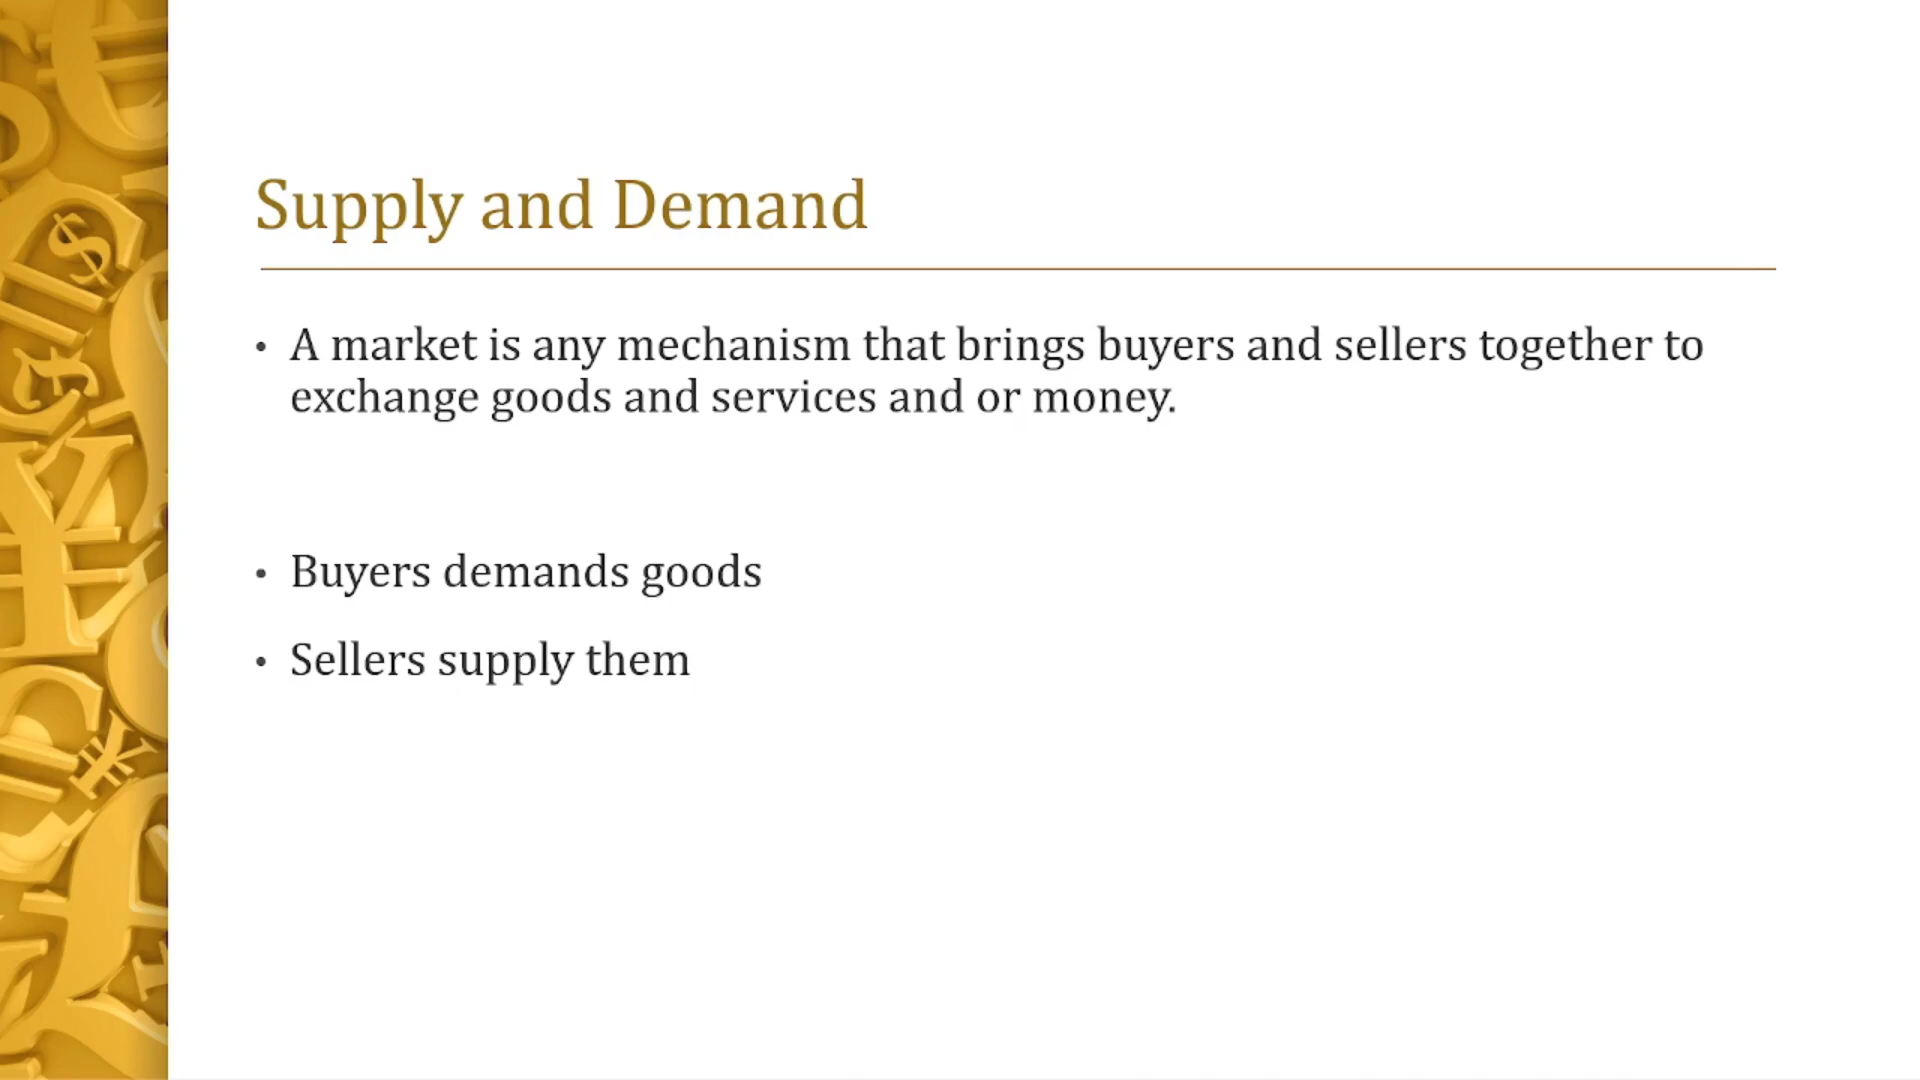 Supply and Demand
• A market is any mechanism that brings buyers and sellers together to
exchange goods and services and or money.
• Buyers demands goods
• Sellers supply them